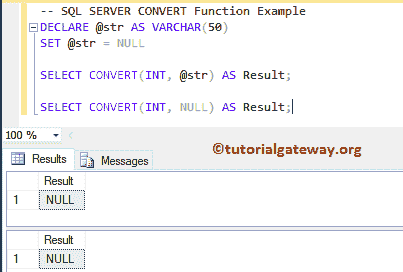 -- SQL SERVER CONVERT Function Example
DECLARE @str AS VARCHAR(50)
SET @str = NULL
SELECT CONVERT(INT, @str) AS Result;
SELECT CONVERT(INT, NULL) AS Result;
100 %
Results Messages
©tutorialgateway.org
Result
1 NULL
Result
1 NULL